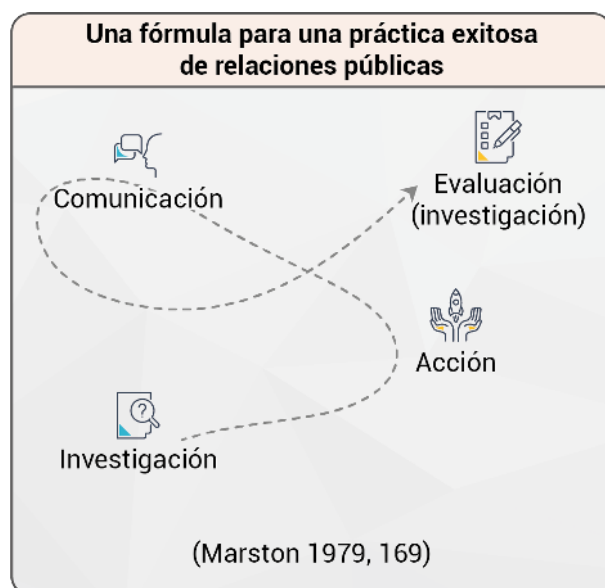 Una fórmula para una práctica exitosa
de relaciones públicas
Comunicación
Evaluación
(investigación)
Acción
?
Investigación
(Marston 1979, 169)